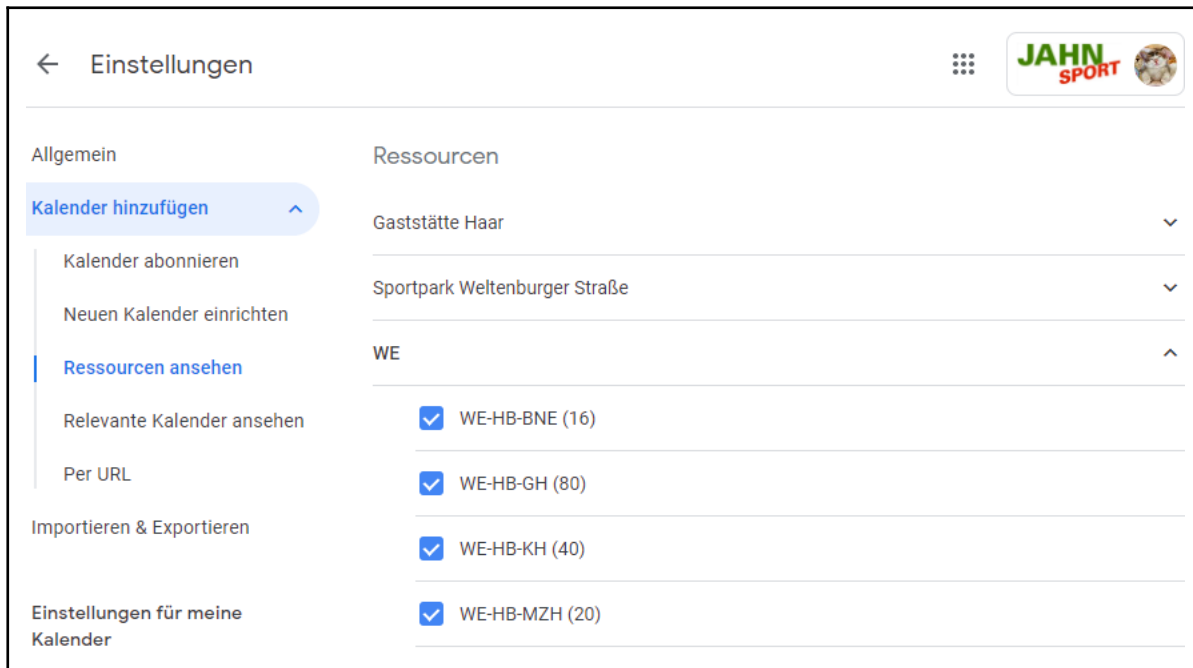 Einstellungen
JAHN
SPORT
Allgemein
Kalender hinzufügen
Kalender abonnieren
Neuen Kalender einrichten
Ressourcen ansehen
Relevante Kalender ansehen
Per URL
Importieren & Exportieren
Einstellungen für meine
Kalender
Ressourcen
Gaststätte Haar
Sportpark Weltenburger Straße
WE
WE-HB-BNE (16)
WE-HB-GH (80)
WE-HB-KH (40)
WE-HB-MZH (20)